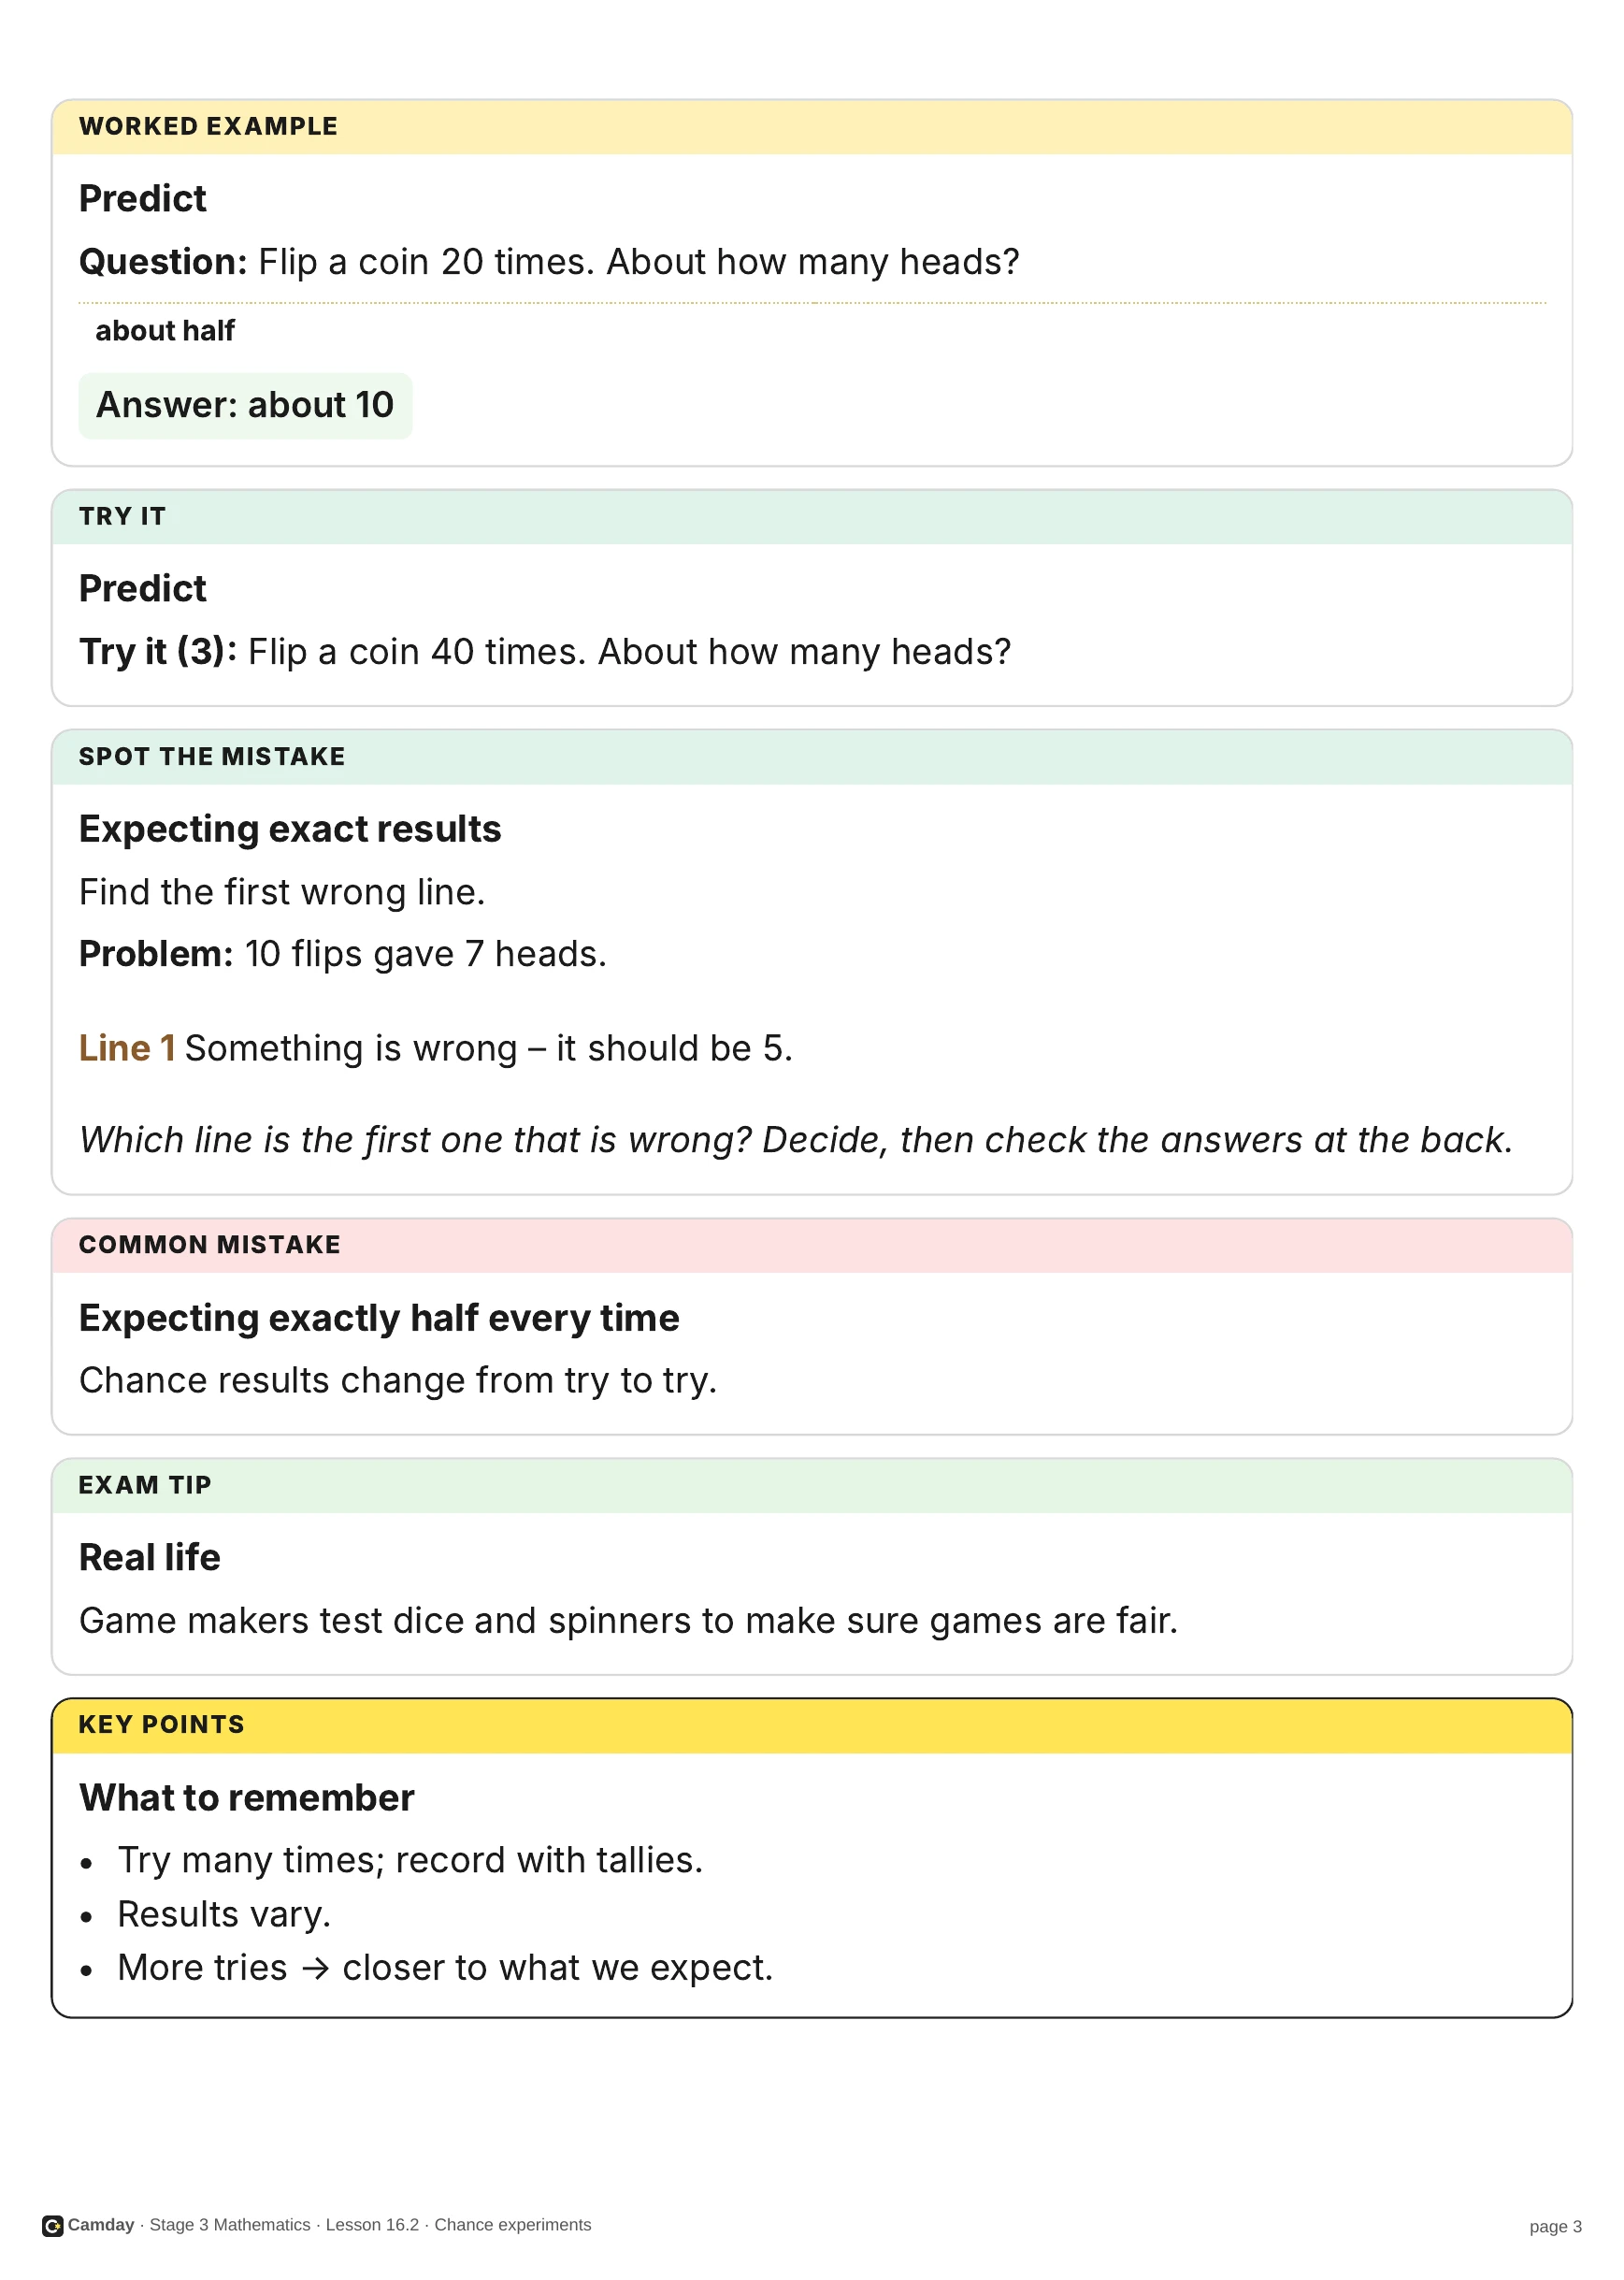 WORKED EXAMPLE
Predict
Question: Flip a coin 20 times. About how many heads?
about half
Answer: about 10
TRY IT
Predict
Try it (3): Flip a coin 40 times. About how many heads?
SPOT THE MISTAKE
Expecting exact results
Find the first wrong line.
Problem: 10 flips gave 7 heads.
Line 1 Something is wrong – it should be 5.
Which line is the first one that is wrong? Decide, then check the answers at the back.
COMMON MISTAKE
Expecting exactly half every time
Chance results change from try to try.
EXAM TIP
Real life
Game makers test dice and spinners to make sure games are fair.
KEY POINTS
What to remember
• Try many times; record with tallies.
• Results vary.
• More tries → closer to what we expect.
Camday · Stage 3 Mathematics · Lesson 16.2 · Chance experiments
page 3